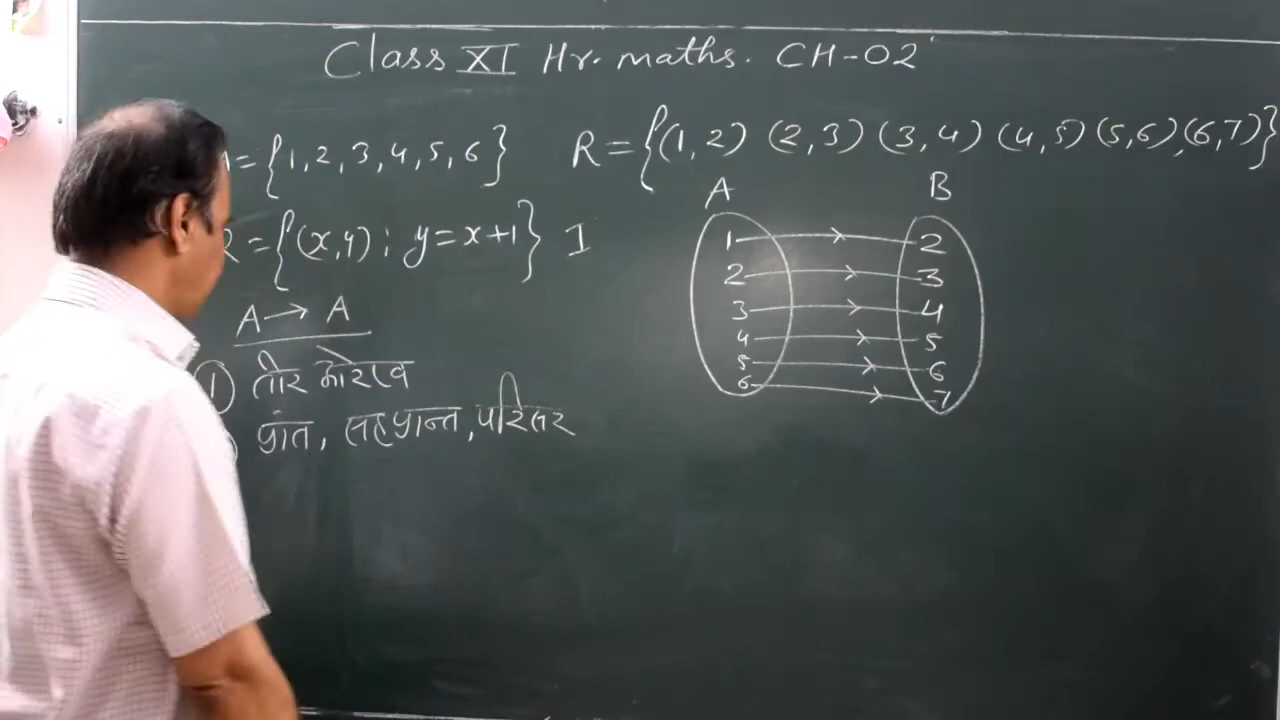 Class XI Hr. maths. CH-02
={1,2,3,4,5,6}
R={(1,2) (2,3) (3,4) (4,5) (5,6),(6,7)}
R={(x,y); y=x+1} I
A→A
① तीर आरेख
प्रांत, सहप्रान्त, परिसर
A B
1 2
2 3
3 4
4 5
5 6
6 7